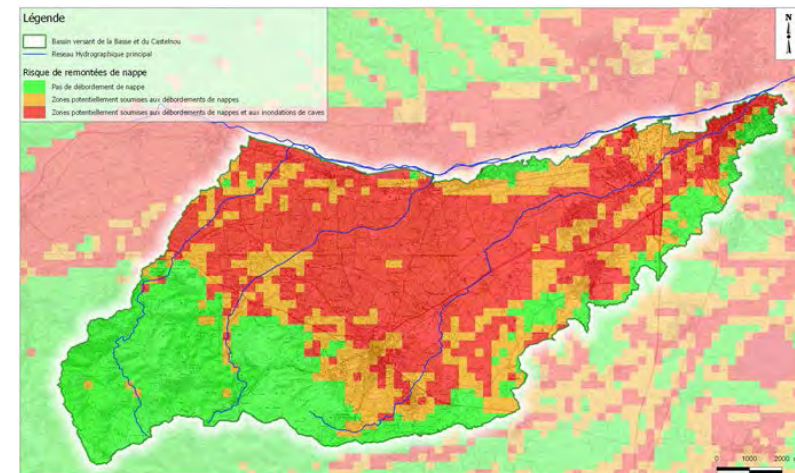 Légende
Bassin versant de la Basse et du Castelnou
Reseau Hydrographique principal
Risque de remontées de nappe
Pas de débordement de nappe
Zones potentiellement soumises aux débordements de nappes
Zones potentiellement soumises aux débordements de nappes et aux inondations de caves
N
0 1000 2000